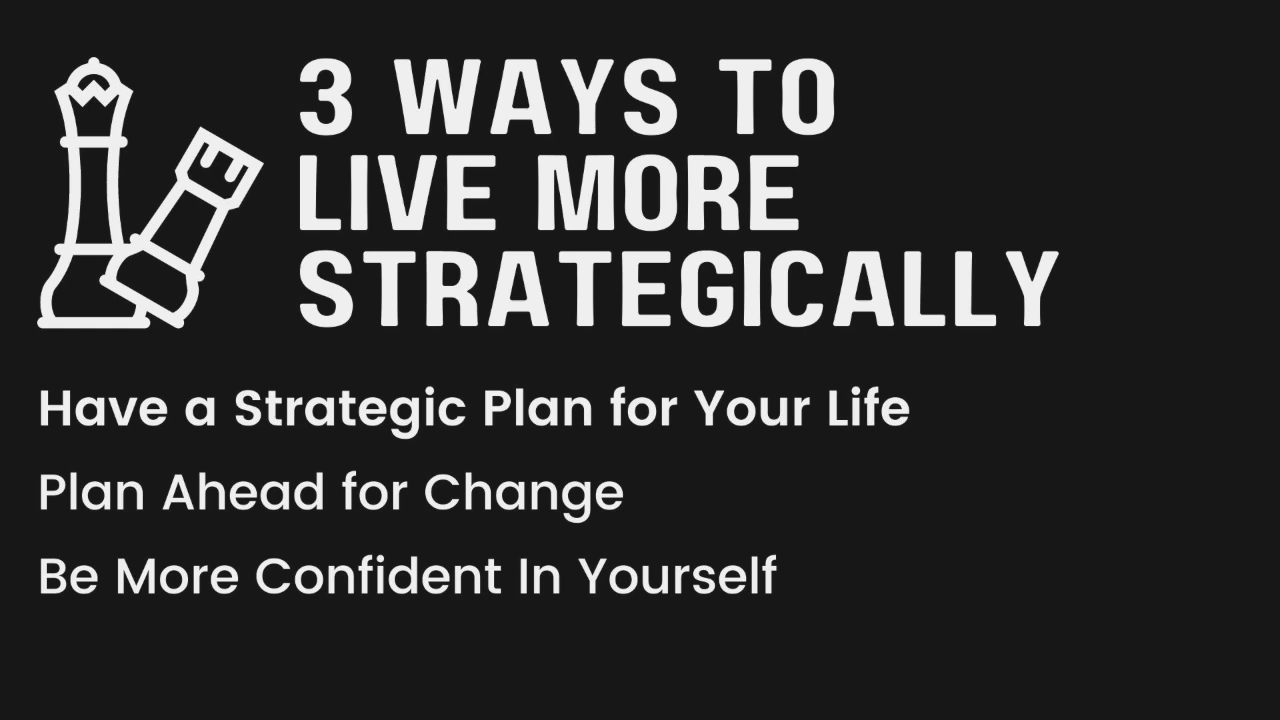 3 WAYS TO
LIVE MORE
STRATEGICALLY
Have a Strategic Plan for Your Life
Plan Ahead for Change
Be More Confident In Yourself